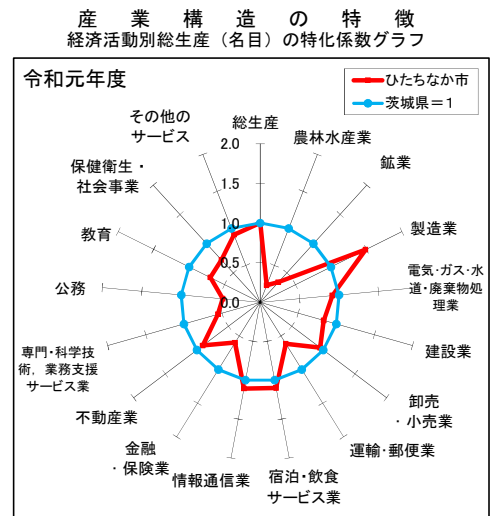 産業構造の特徴
経済活動別総生産（名目）の特化係数グラフ
令和元年度
ひたちなか市
茨城県＝1
総生産
農林水産業
鉱業
製造業
電気・ガス・水
道・廃棄物処
理業
建設業
卸売
・小売業
運輸・郵便業
宿泊・飲食
サービス業
情報通信業
金融
・保険業
不動産業
専門・科学技
術，業務支援
サービス業
公務
教育
保健衛生・
社会事業
その他の
サービス
2.0
1.5
1.0
0.5
0.0